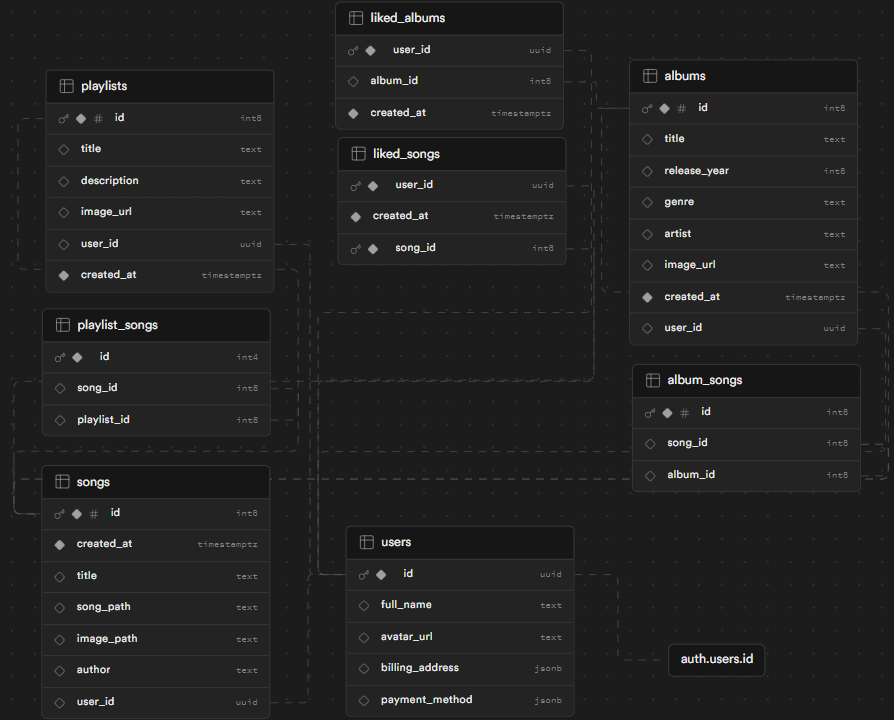 liked_albums
user_id uuid
album_id int8
created_at timestamptz
playlists
# id int8
title text
description text
image_url text
user_id uuid
created_at timestamptz
liked_songs
user_id uuid
created_at timestamptz
song_id int8
albums
# id int8
title text
release_year int8
genre text
artist text
image_url text
created_at timestamptz
user_id uuid
playlist_songs
id int4
song_id int8
playlist_id int8
album_songs
# id int8
song_id int8
album_id int8
songs
# id int8
created_at timestamptz
title text
song_path text
image_path text
author text
user_id uuid
users
id uuid
full_name text
avatar_url text
billing_address jsonb
payment_method jsonb
auth.users.id